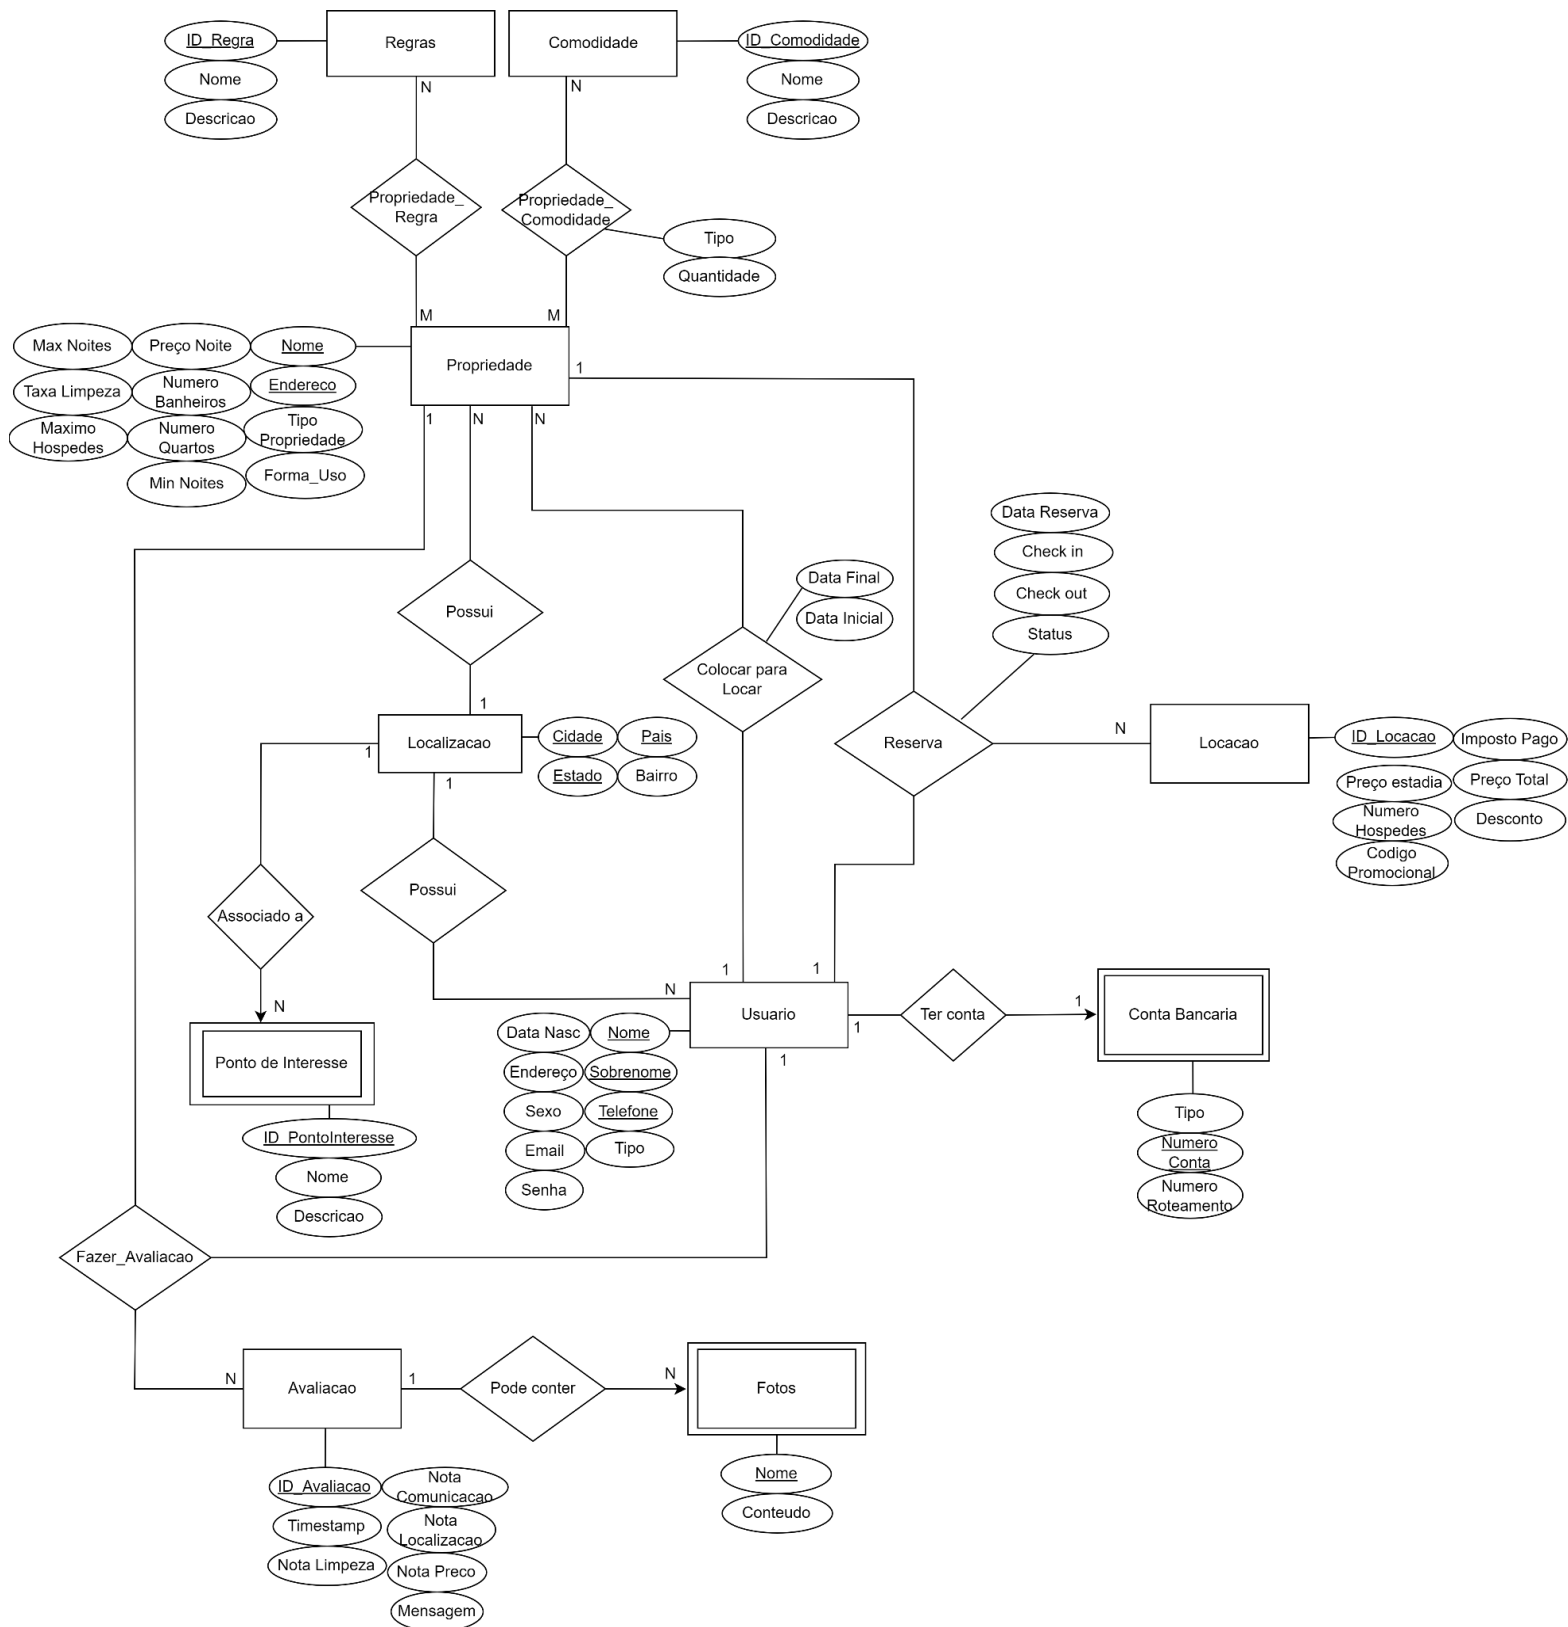 ID_Regra
Nome
Descricao
Regras
Comodidade
ID_Comodidade
Nome
Descricao
N
N
Propriedade_
Regra
Propriedade_
Comodidade
Tipo
Quantidade
M
M
Max Noites
Preço Noite
Nome
Taxa Limpeza
Numero
Banheiros
Endereco
Maximo
Hospedes
Numero
Quartos
Tipo
Propriedade
Min Noites
Forma_Uso
Propriedade
1
1
N
N
Data Reserva
Check in
Check out
Status
Possui
Data Final
Data Inicial
Colocar para
Locar
1
Localizacao
1
1
Cidade
Pais
Estado
Bairro
Reserva
N
Locacao
ID_Locacao
Imposto Pago
Preço estadia
Preço Total
Numero
Hospedes
Desconto
Codigo
Promocional
Possui
Associado a
N
N
1
1
Usuario
1
1
Ter conta
1
Conta Bancaria
Ponto de Interesse
ID_PontoInteresse
Nome
Descricao
Data Nasc
Nome
Endereço
Sobrenome
Sexo
Telefone
Email
Tipo
Senha
Tipo
Numero
Conta
Numero
Roteamento
Fazer_Avaliacao
N
Avaliacao
1
Pode conter
N
Fotos
ID_Avaliacao
Nota
Comunicacao
Timestamp
Nota
Localizacao
Nota Limpeza
Nota Preco
Mensagem
Nome
Conteudo